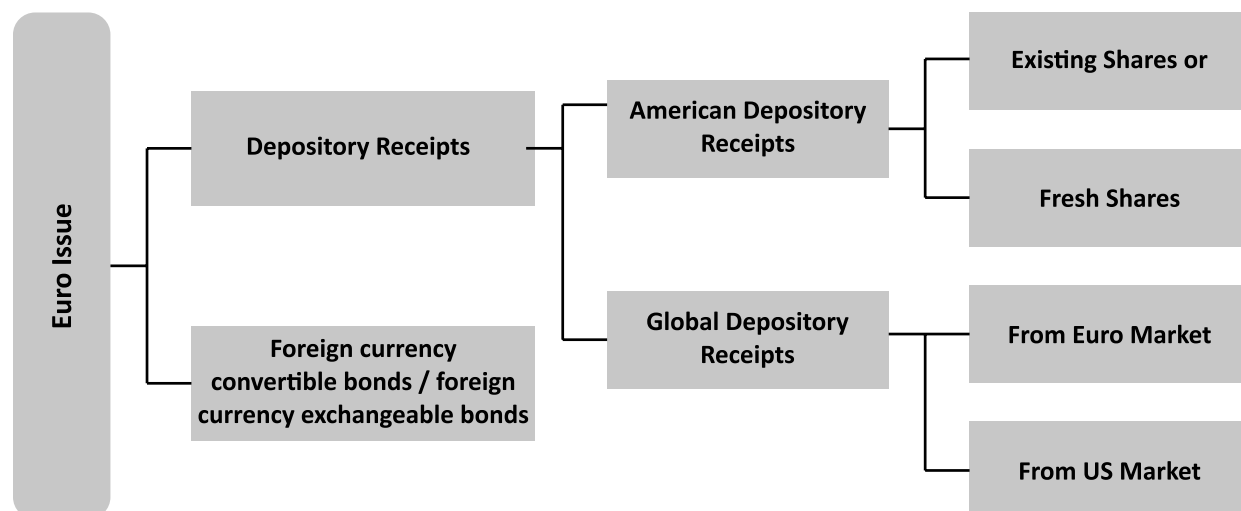 Euro Issue
Depository Receipts
Foreign currency
convertible bonds / foreign
currency exchangeable bonds
American Depository
Receipts
Global Depository
Receipts
Existing Shares or
Fresh Shares
From Euro Market
From US Market